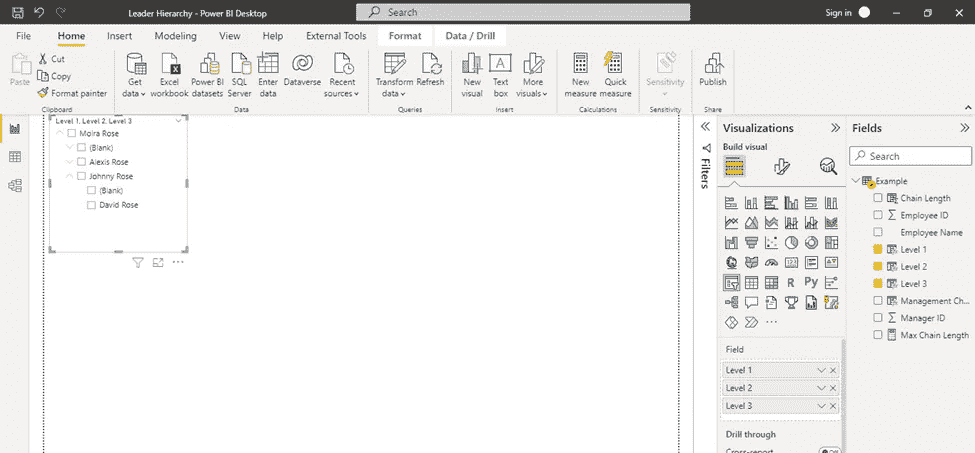 Leader Hierarchy - Power BI Desktop
Search
Sign in
File Home Insert Modeling View Help External Tools Format Data / Drill
Paste
Cut
Copy
Format painter
Clipboard
Get data
Excel workbook
Power BI datasets
SQL Server
Enter data
Dataverse
Recent sources
Data
Transform data
Refresh
Queries
New visual
Text box
More visuals
Insert
New measure
Quick measure
Calculations
Sensitivity
Sensitivity
Publish
Share
Level 1, Level 2, Level 3
Moira Rose
(Blank)
Alexis Rose
Johnny Rose
(Blank)
David Rose
Filters
Visualizations
Build visual
123
R Py
Field
Level 1
Level 2
Level 3
Drill through
Cross-report
Fields
Search
Example
Chain Length
Employee ID
Employee Name
Level 1
Level 2
Level 3
Management Ch...
Manager ID
Max Chain Length